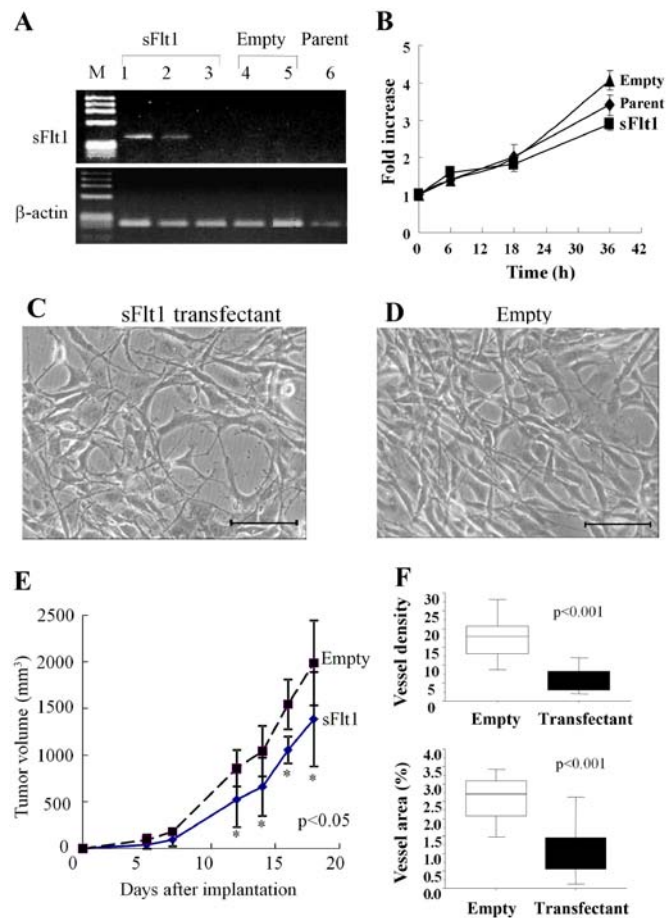 A
sFlt1 Empty Parent
M 1 2 3 4 5 6
sFlt1
β-actin
B
Fold increase
5
4
3
2
1
0
0 6 12 18 24 30 36 42
Time (h)
Empty
Parent
sFlt1
C
sFlt1 transfectant
D
Empty
E
Tumor volume (mm³)
2500
2000
1500
1000
500
0
0 5 10 15 20
Days after implantation
Empty
sFlt1
* * * *
p<0.05
F
Vessel density
30
25
20
15
10
5
0
p<0.001
Empty Transfectant
Vessel area (%)
4.0
3.5
3.0
2.5
2.0
1.5
1.0
0.0
p<0.001
Empty Transfectant